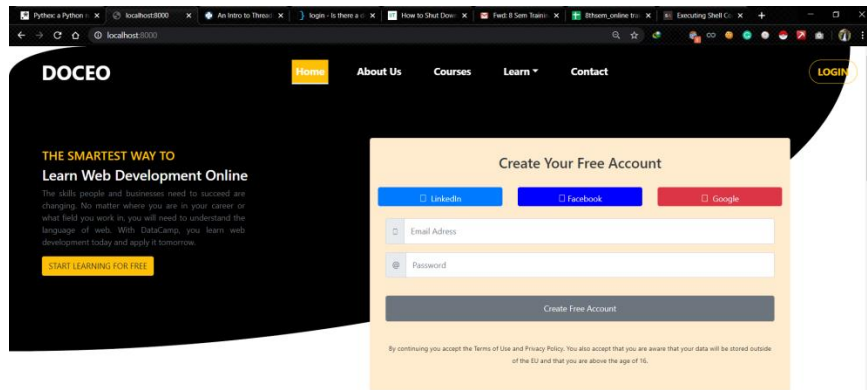 Pythex: a Python
localhost:8000
An Intro to Threa
login - Is there a
How to Shut Dow
Fwd: 8 Sem Traini
8thsem_online tra
Executing Shell Co
localhost:8000
DOCEO
Home
About Us
Courses
Learn
Contact
LOGIN
THE SMARTEST WAY TO
Learn Web Development Online
The skills people and businesses need to succeed are
changing. No matter where you are in your career or
what field you work in, you will need to understand the
language of web. With DataCamp, you learn web
development today and apply it tomorrow.
START LEARNING FOR FREE
Create Your Free Account
LinkedIn
Facebook
Google
Email Adress
@ Password
Create Free Account
By continuing you accept the Terms of Use and Privacy Policy. You also accept that you are aware that your data will be stored outside
of the EU and that you are above the age of 16.